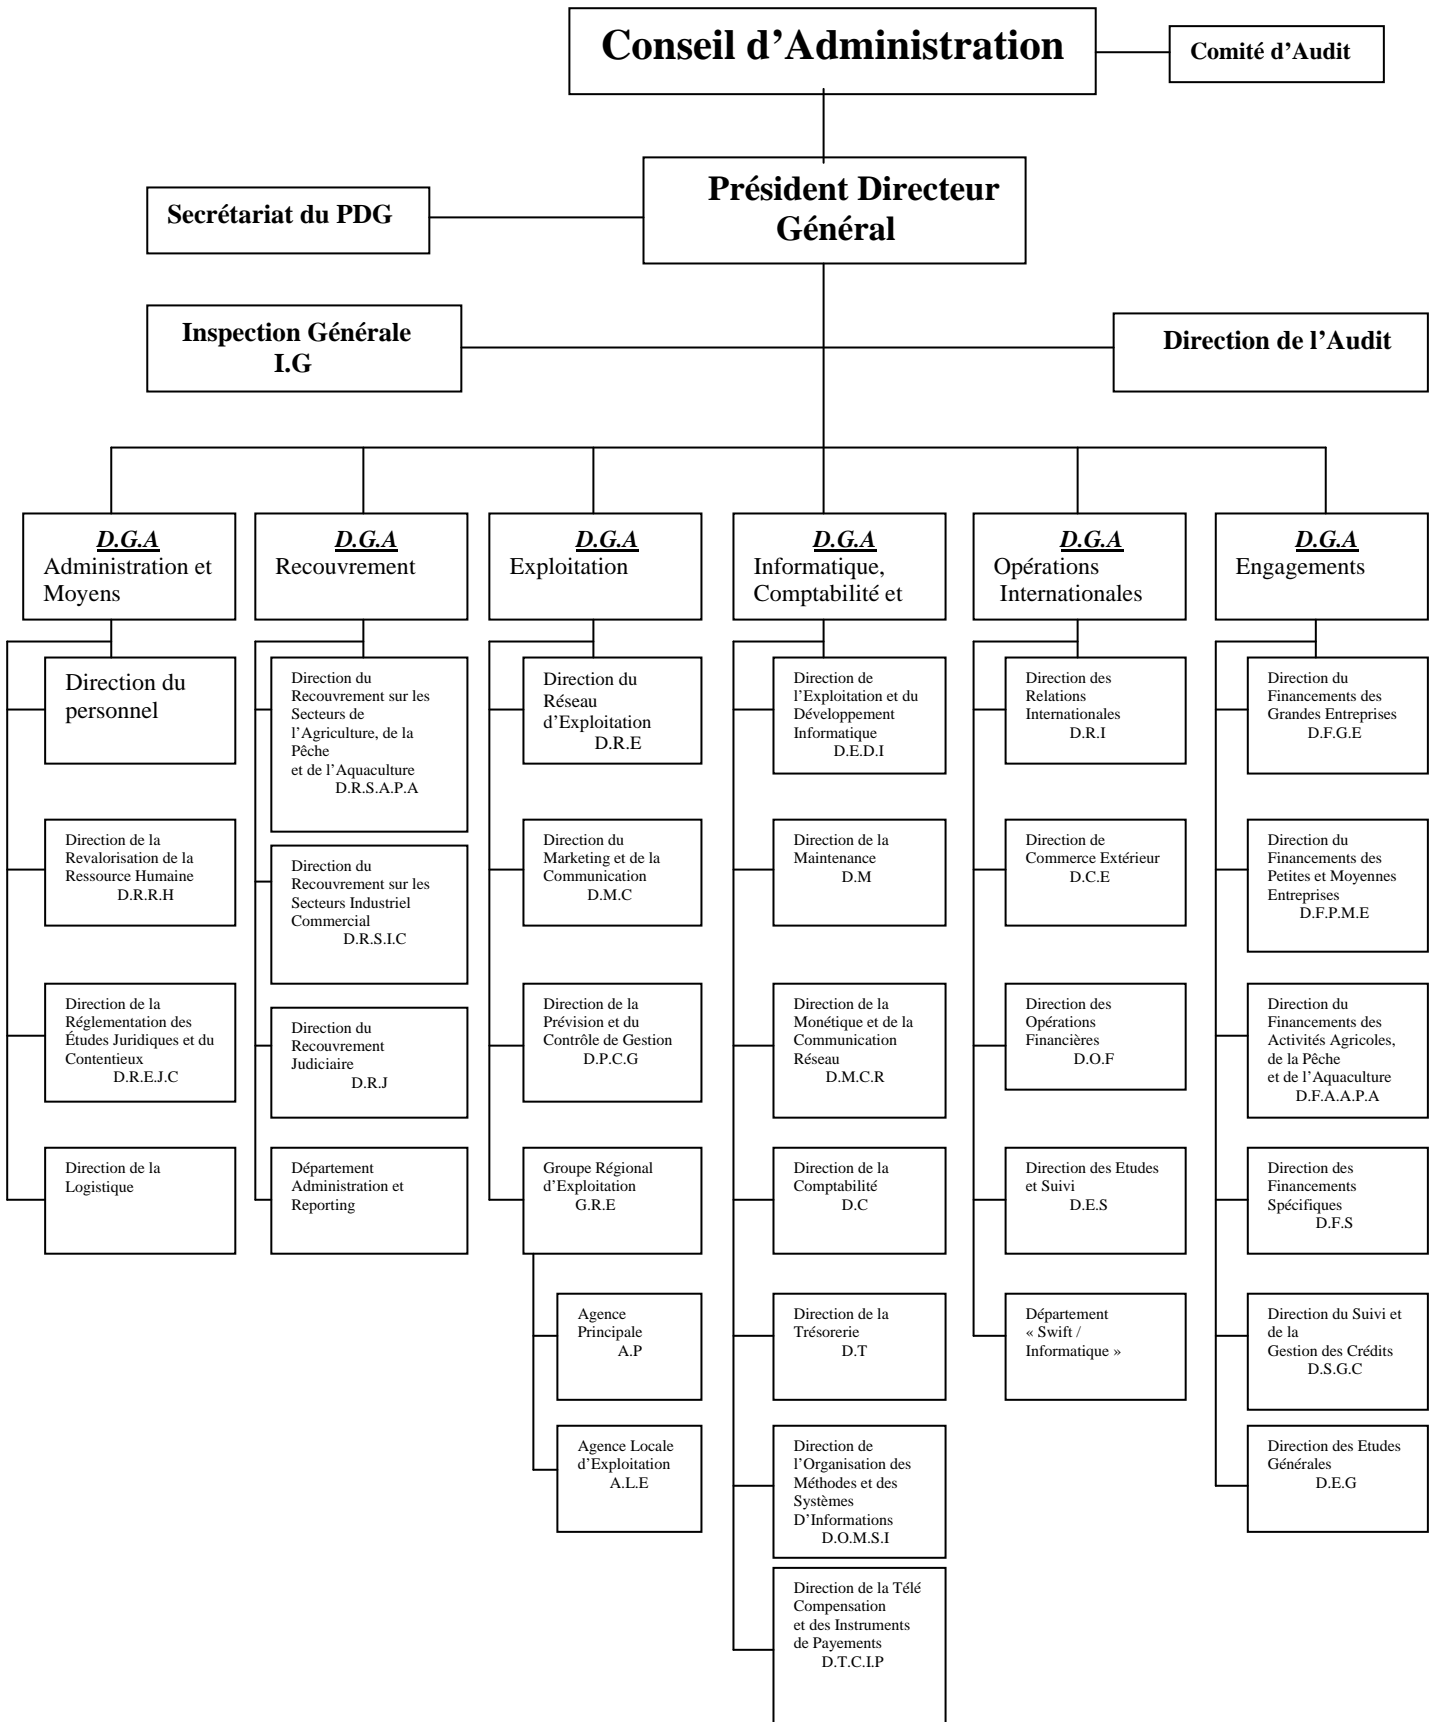 Conseil d’Administration
Comité d’Audit
Président Directeur
Général
Secrétariat du PDG
Inspection Générale
I.G
Direction de l’Audit
D.G.A
Administration et
Moyens
D.G.A
Recouvrement
D.G.A
Exploitation
D.G.A
Informatique,
Comptabilité et
D.G.A
Opérations
Internationales
D.G.A
Engagements
Direction du
personnel
Direction de la
Revalorisation de la
Ressource Humaine
D.R.R.H
Direction de la
Réglementation des
Études Juridiques et du
Contentieux
D.R.E.J.C
Direction de la
Logistique
Direction du
Recouvrement sur les
Secteurs de
l’Agriculture, de la
Pêche
et de l’Aquaculture
D.R.S.A.P.A
Direction du
Recouvrement sur les
Secteurs Industriel
Commercial
D.R.S.I.C
Direction du
Recouvrement
Judiciaire
D.R.J
Département
Administration et
Reporting
Direction du
Réseau
d’Exploitation
D.R.E
Direction du
Marketing et de la
Communication
D.M.C
Direction de la
Prévision et du
Contrôle de Gestion
D.P.C.G
Groupe Régional
d’Exploitation
G.R.E
Agence
Principale
A.P
Agence Locale
d’Exploitation
A.L.E
Direction de
l’Exploitation et du
Développement
Informatique
D.E.D.I
Direction de la
Maintenance
D.M
Direction de la
Monétique et de la
Communication
Réseau
D.M.C.R
Direction de la
Comptabilité
D.C
Direction de la
Trésorerie
D.T
Direction de
l’Organisation des
Méthodes et des
Systèmes
D’Informations
D.O.M.S.I
Direction de la Télé
Compensation
et des Instruments
de Payements
D.T.C.I.P
Direction des
Relations
Internationales
D.R.I
Direction de
Commerce Extérieur
D.C.E
Direction des
Opérations
Financières
D.O.F
Direction des Etudes
et Suivi
D.E.S
Département
« Swift /
Informatique »
Direction du
Financements des
Grandes Entreprises
D.F.G.E
Direction du
Financements des
Petites et Moyennes
Entreprises
D.F.P.M.E
Direction du
Financements des
Activités Agricoles,
de la Pêche
et de l’Aquaculture
D.F.A.A.P.A
Direction des
Financements
Spécifiques
D.F.S
Direction du Suivi et
de la
Gestion des Crédits
D.S.G.C
Direction des Etudes
Générales
D.E.G